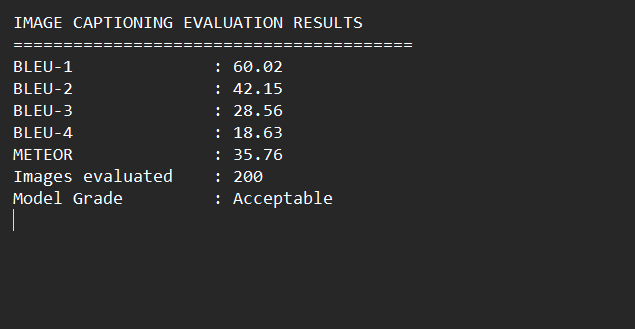 IMAGE CAPTIONING EVALUATION RESULTS
========================================
BLEU-1 : 60.02
BLEU-2 : 42.15
BLEU-3 : 28.56
BLEU-4 : 18.63
METEOR : 35.76
Images evaluated : 200
Model Grade : Acceptable